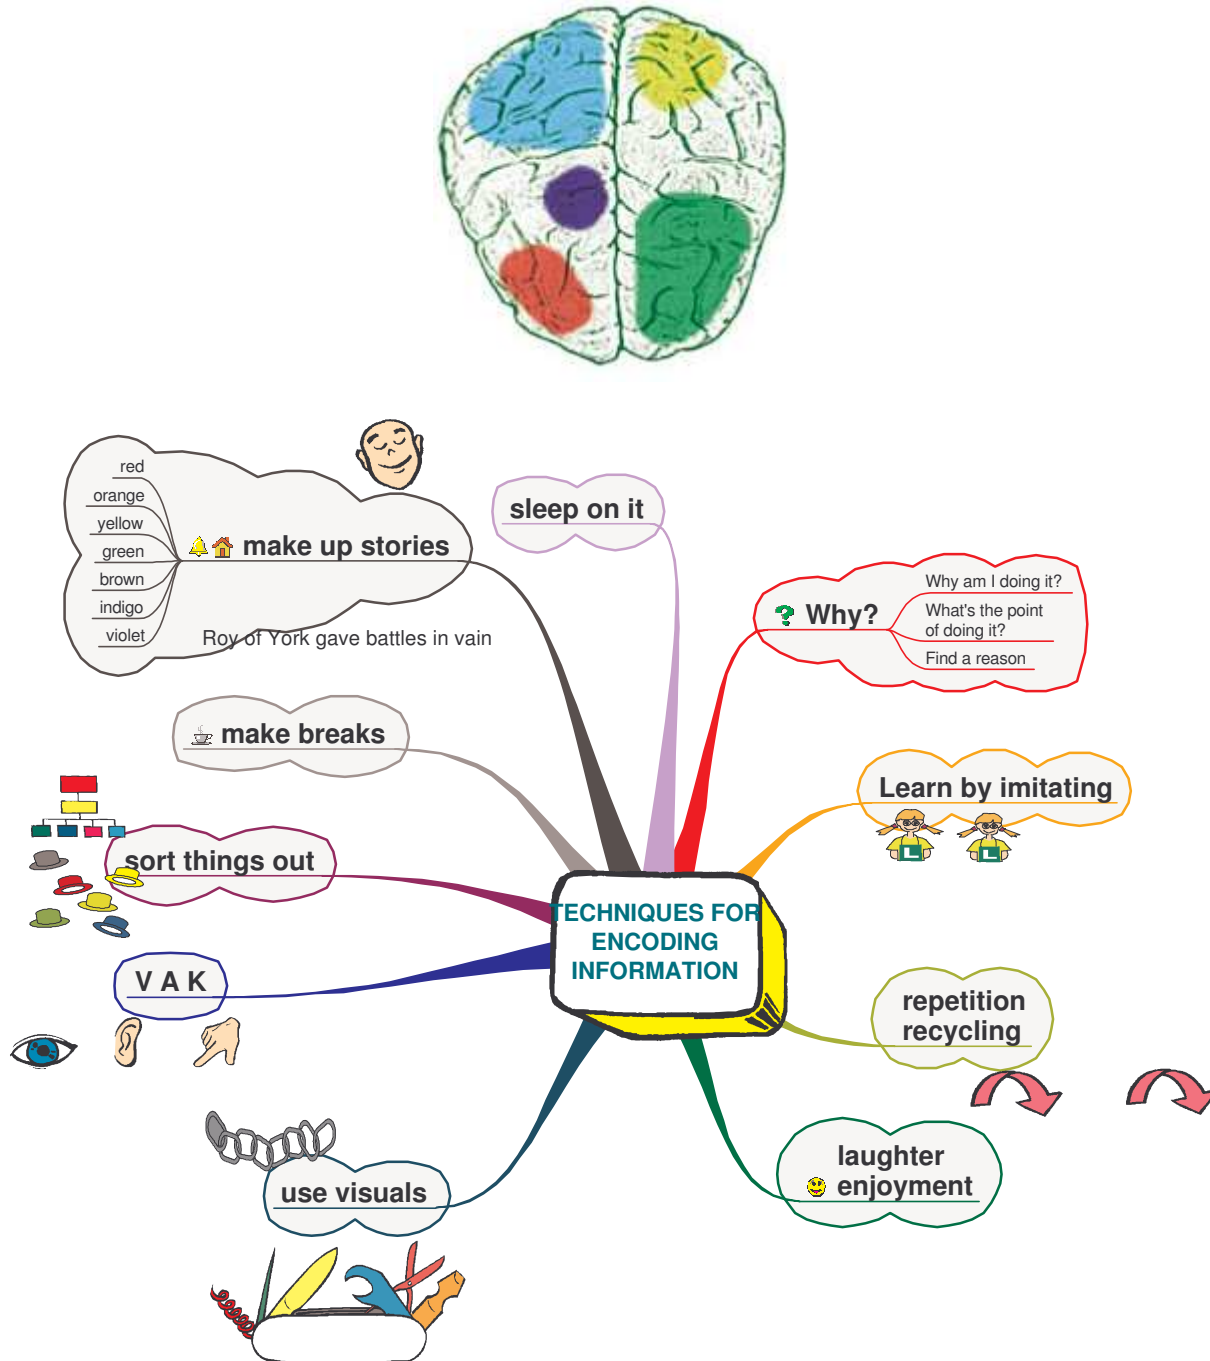 red
orange
yellow
green
brown
indigo
violet
make up stories
Roy of York gave battles in vain
sleep on it
Why?
Why am I doing it?
What's the point
of doing it?
Find a reason
make breaks
Learn by imitating
L
L
sort things out
TECHNIQUES FOR
ENCODING
INFORMATION
V A K
repetition
recycling
laughter
enjoyment
use visuals